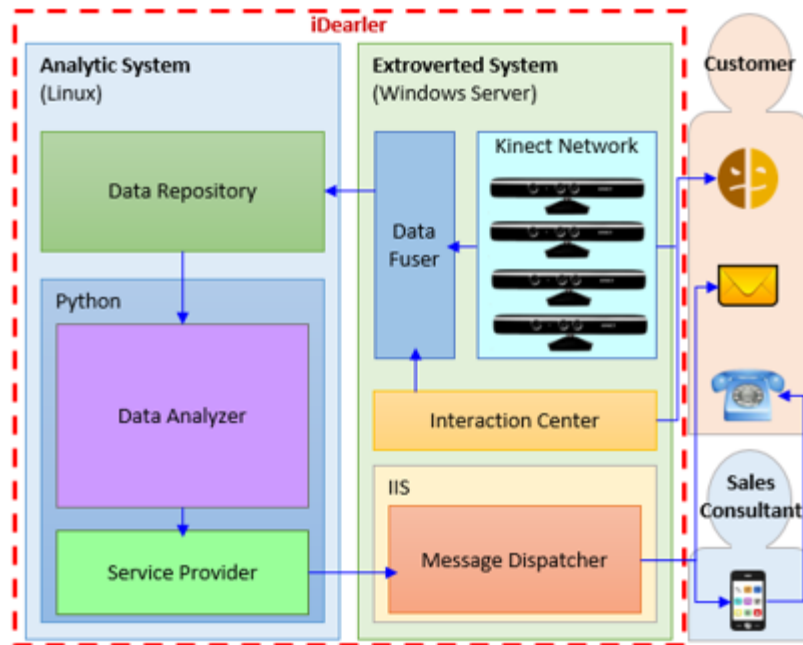 iDearler
Analytic System
(Linux)
Extroverted System
(Windows Server)
Customer
Kinect Network
Data Repository
Data
Fuser
Python
Data Analyzer
Interaction Center
IIS
Sales
Consultant
Service Provider
Message Dispatcher